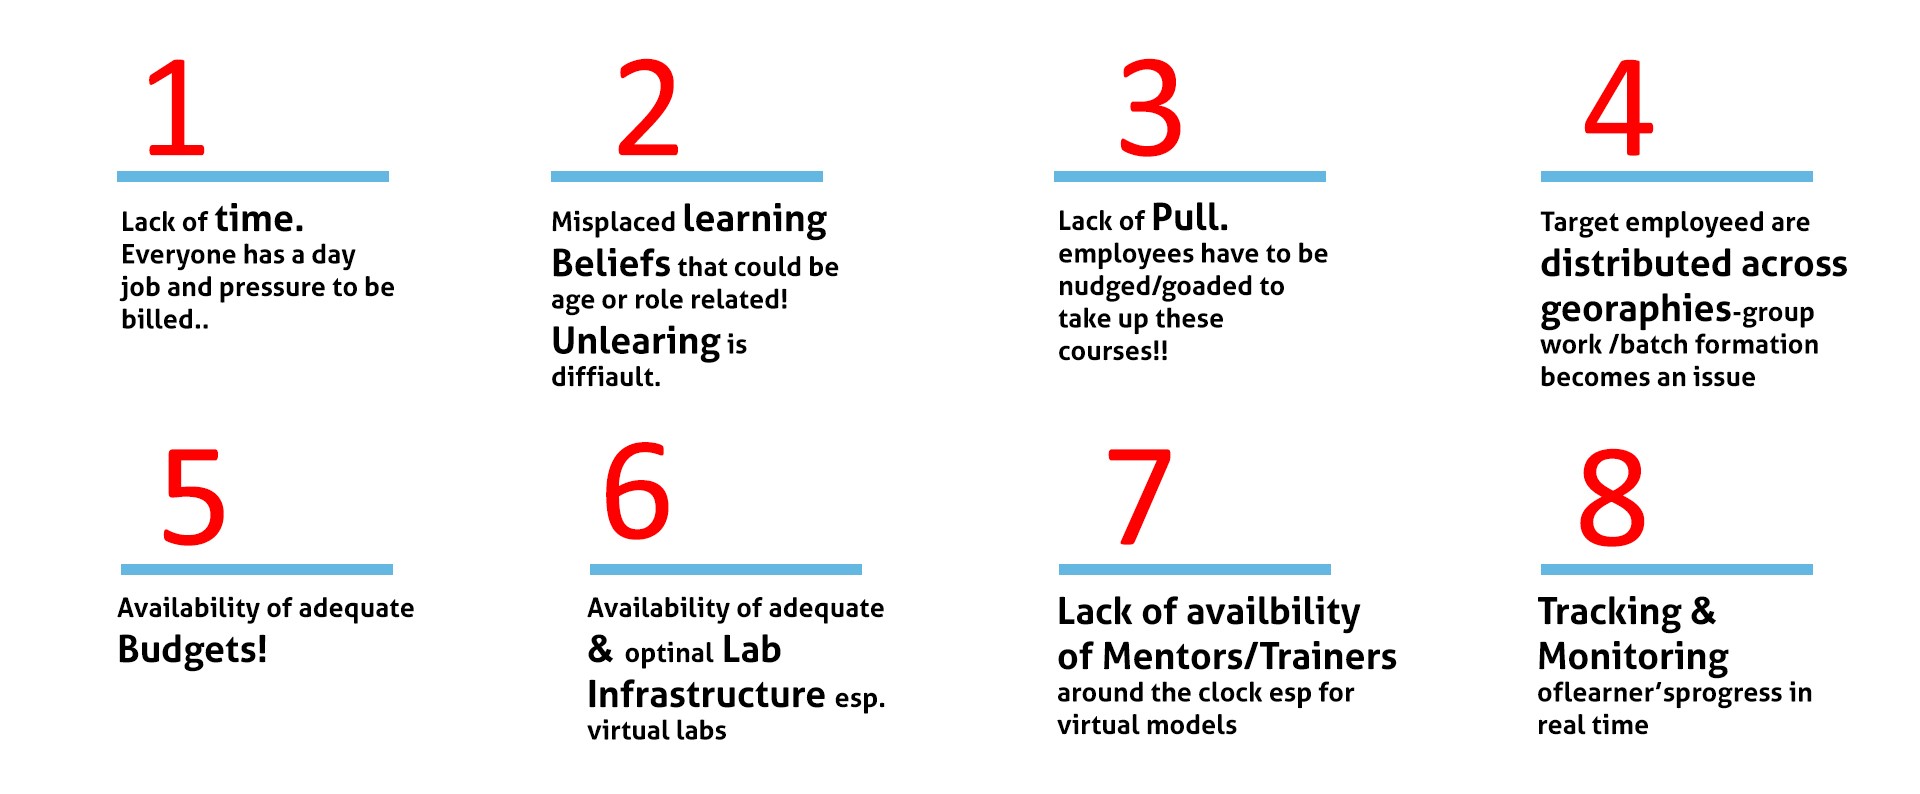 1
Lack of time.
Everyone has a day
job and pressure to be
billed..
2
Misplaced learning
Beliefs that could be
age or role related!
Unlearing is
diffiault.
3
Lack of Pull.
employees have to be
nudged/goaded to
take up these
courses!!
4
Target employeed are
distributed across
georaphies-group
work /batch formation
becomes an issue
5
Availability of adequate
Budgets!
6
Availability of adequate
& optinal Lab
Infrastructure esp.
virtual labs
7
Lack of availbility
of Mentors/Trainers
around the clock esp for
virtual models
8
Tracking &
Monitoring
oflearner’sprogress in
real time